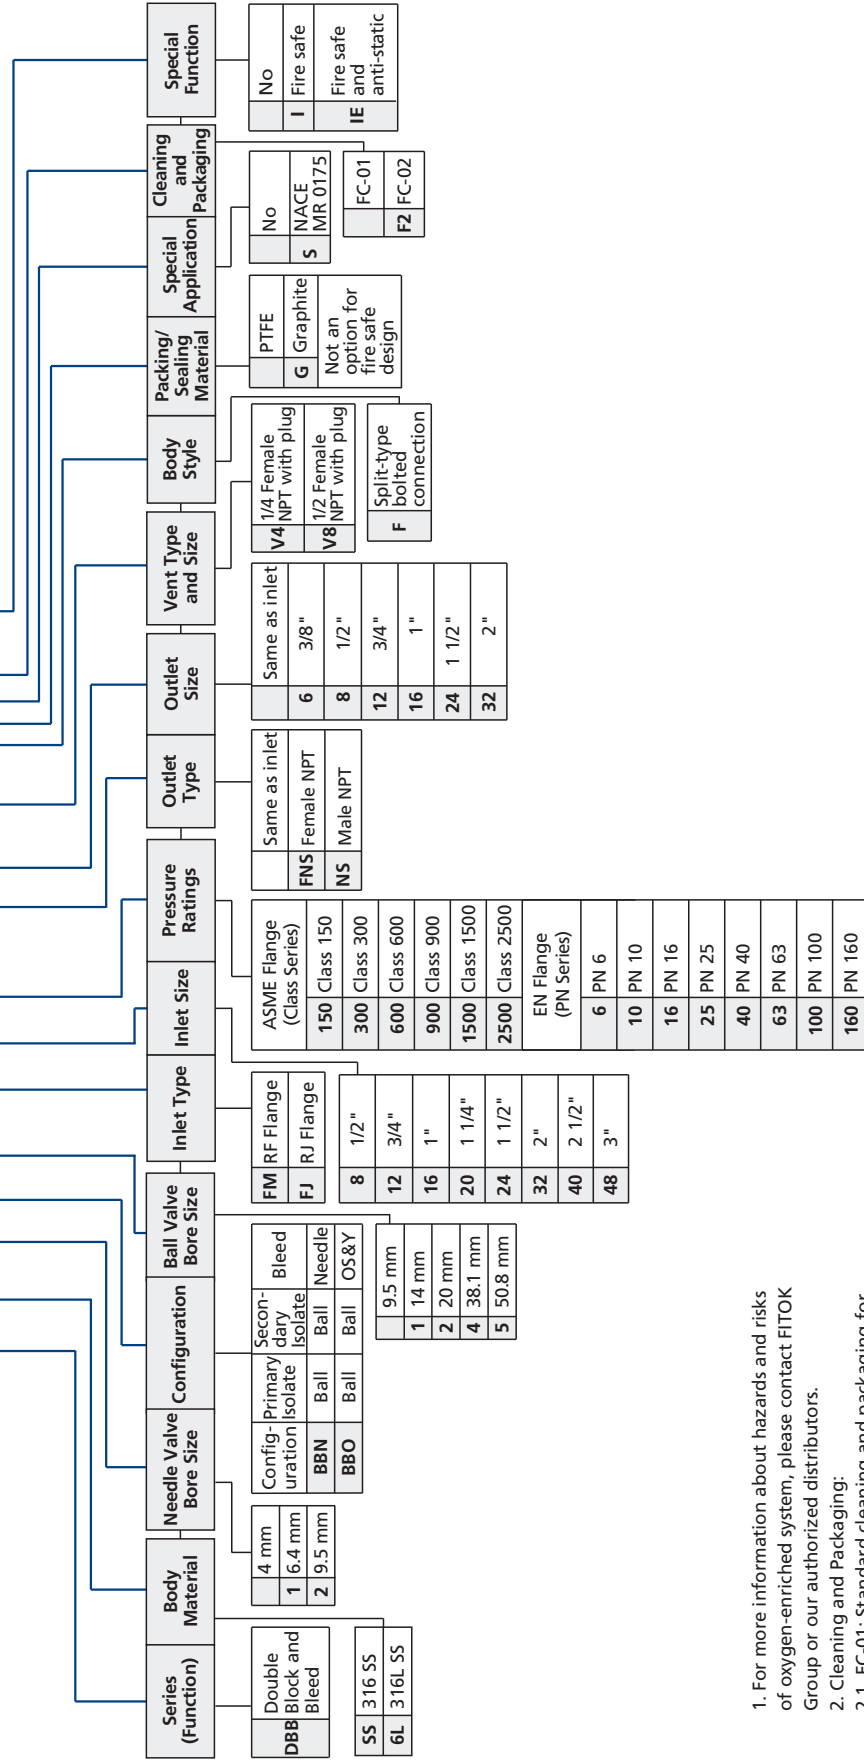 Series
(Function)
Body
Material
Needle Valve
Bore Size
Configuration
Ball Valve
Bore Size
Inlet Type
Inlet Size
Pressure
Ratings
Outlet
Type
Outlet
Size
Vent Type
and Size
Body
Style
Packing/
Sealing
Material
Special
Application
Cleaning
and
Packaging
Special
Function
DBB Double
Block and
Bleed
SS 316 SS
6L 316L SS
4 mm
1 6.4 mm
2 9.5 mm
Config-
uration
Primary
Isolate
Secon-
dary
Isolate
Bleed
BBN Ball Ball Needle
BBO Ball Ball OS&Y
9.5 mm
1 14 mm
2 20 mm
4 38.1 mm
5 50.8 mm
FM RF Flange
FJ RJ Flange
8 1/2"
12 3/4"
16 1"
20 1 1/4"
24 1 1/2"
32 2"
40 2 1/2"
48 3"
ASME Flange
(Class Series)
150 Class 150
300 Class 300
600 Class 600
900 Class 900
1500 Class 1500
2500 Class 2500
EN Flange
(PN Series)
6 PN 6
10 PN 10
16 PN 16
25 PN 25
40 PN 40
63 PN 63
100 PN 100
160 PN 160
Same as inlet
FNS Female NPT
NS Male NPT
Same as inlet
6 3/8"
8 1/2"
12 3/4"
16 1"
24 1 1/2"
32 2"
V4 1/4 Female
NPT with plug
V8 1/2 Female
NPT with plug
F Split-type
bolted
connection
PTFE
G Graphite
Not an
option for
fire safe
design
No
S NACE
MR 0175
FC-01
F2 FC-02
No
I Fire safe
IE Fire safe
and
anti-static
1. For more information about hazards and risks
of oxygen-enriched system, please contact FITOK
Group or our authorized distributors.
2. Cleaning and Packaging:
2.1 FC-01: Standard cleaning and packaging for